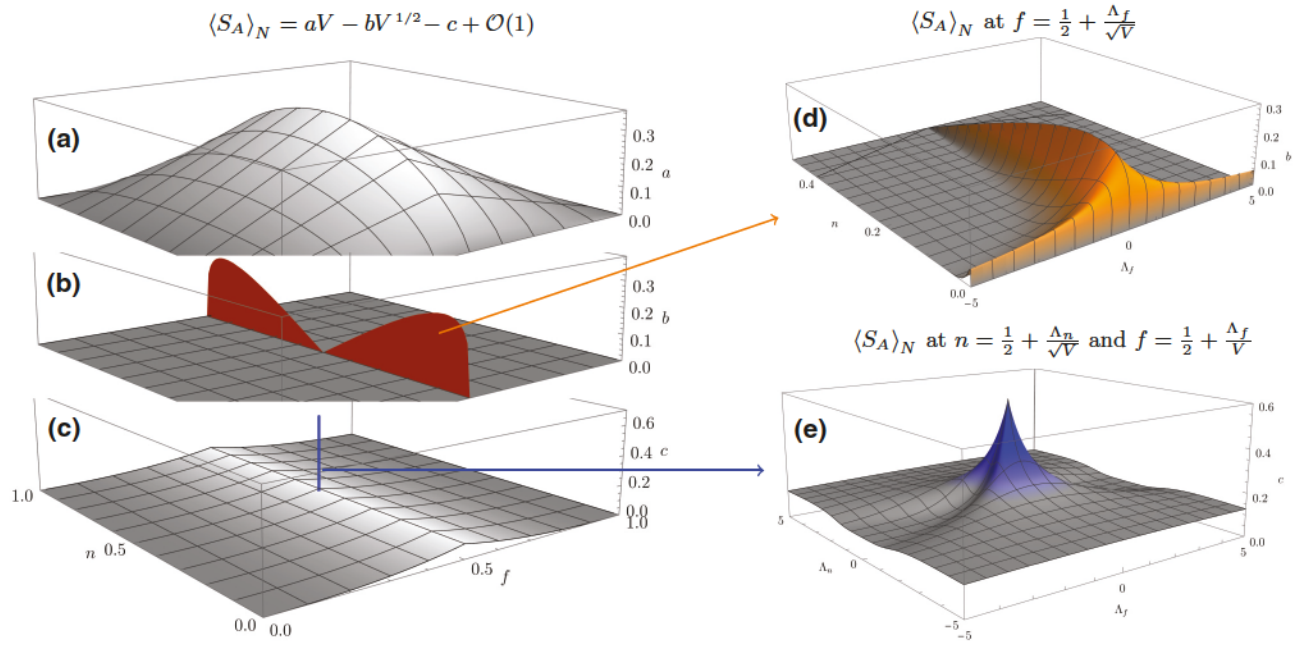 ⟨S_A⟩_N = aV − bV^{1/2} − c + 𝒪(1)
(a)
0.3
0.2
0.1
0.0
a
(b)
0.3
0.2
0.1
0.0
b
(c)
0.6
0.4
0.2
0.0
c
1.0
n 0.5
0.0
0.0
0.5
f
1.0
⟨S_A⟩_N at f = 1/2 + Λ_f/√V
(d)
0.3
0.2
0.1
0.0
b
0.4
n
0.2
0.0
-5
0
Λ_f
5
⟨S_A⟩_N at n = 1/2 + Λ_n/√V and f = 1/2 + Λ_f/V
(e)
0.6
0.4
0.2
0.0
c
5
Λ_n 0
-5
-5
0
Λ_f
5